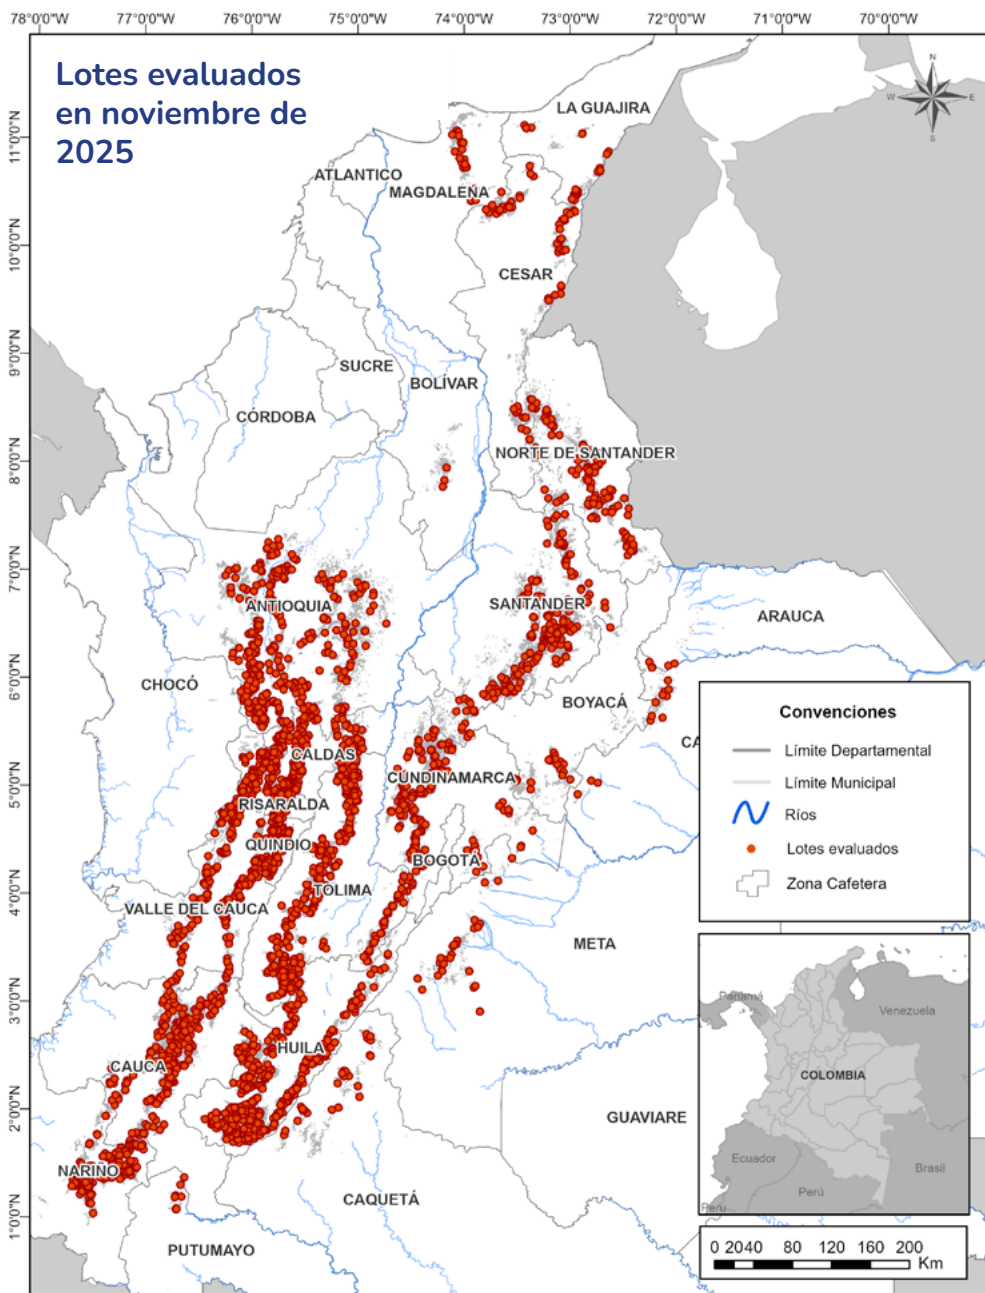 78°0'0"W 77°0'0"W 76°0'0"W 75°0'0"W 74°0'0"W 73°0'0"W 72°0'0"W 71°0'0"W 70°0'0"W
Lotes evaluados
en noviembre de
2025
N
W E
S
11°0'0"N
10°0'0"N
9°0'0"N
8°0'0"N
7°0'0"N
6°0'0"N
5°0'0"N
4°0'0"N
3°0'0"N
2°0'0"N
1°0'0"N
LA GUAJIRA
ATLANTICO
MAGDALENA
CESAR
SUCRE
BOLÍVAR
CÓRDOBA
NORTE DE SANTANDER
ANTIOQUIA
SANTANDER
ARAUCA
CHOCÓ
BOYACÁ
CA
CALDAS
CUNDINAMARCA
RISARALDA
QUINDIO
BOGOTÁ
TOLIMA
VALLE DEL CAUCA
META
HUILA
CAUCA
GUAVIARE
NARIÑO
CAQUETÁ
PUTUMAYO
Convenciones
Límite Departamental
Límite Municipal
Ríos
Lotes evaluados
Zona Cafetera
Panamá
Venezuela
COLOMBIA
Ecuador
Brasil
Perú
Perú
0 20 40 80 120 160 200
Km